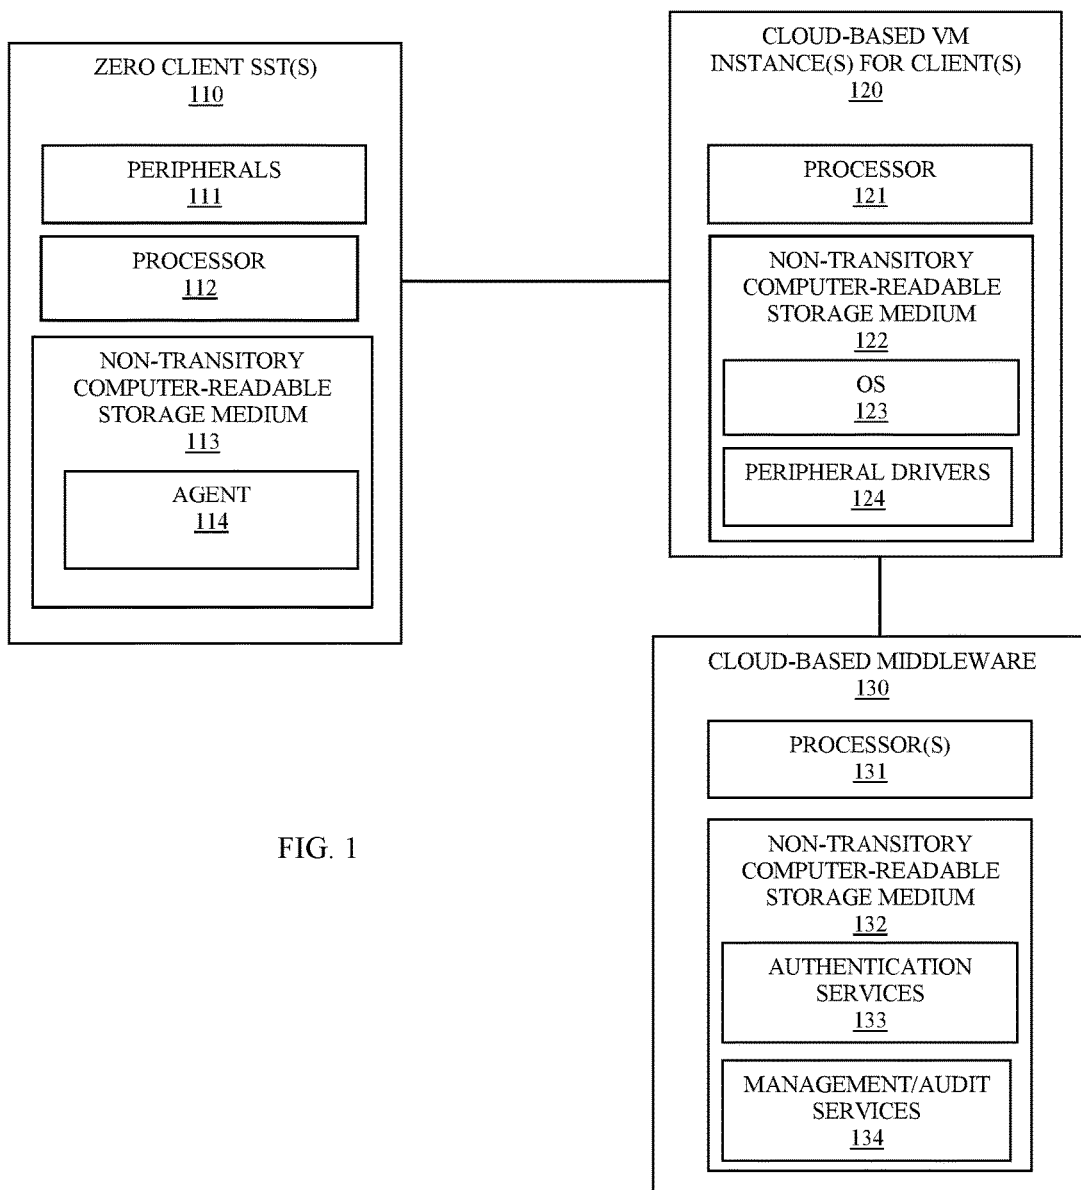 ZERO CLIENT SST(S)
110
PERIPHERALS
111
PROCESSOR
112
NON-TRANSITORY
COMPUTER-READABLE
STORAGE MEDIUM
113
AGENT
114
CLOUD-BASED VM
INSTANCE(S) FOR CLIENT(S)
120
PROCESSOR
121
NON-TRANSITORY
COMPUTER-READABLE
STORAGE MEDIUM
122
OS
123
PERIPHERAL DRIVERS
124
CLOUD-BASED MIDDLEWARE
130
PROCESSOR(S)
131
NON-TRANSITORY
COMPUTER-READABLE
STORAGE MEDIUM
132
AUTHENTICATION
SERVICES
133
MANAGEMENT/AUDIT
SERVICES
134
FIG. 1